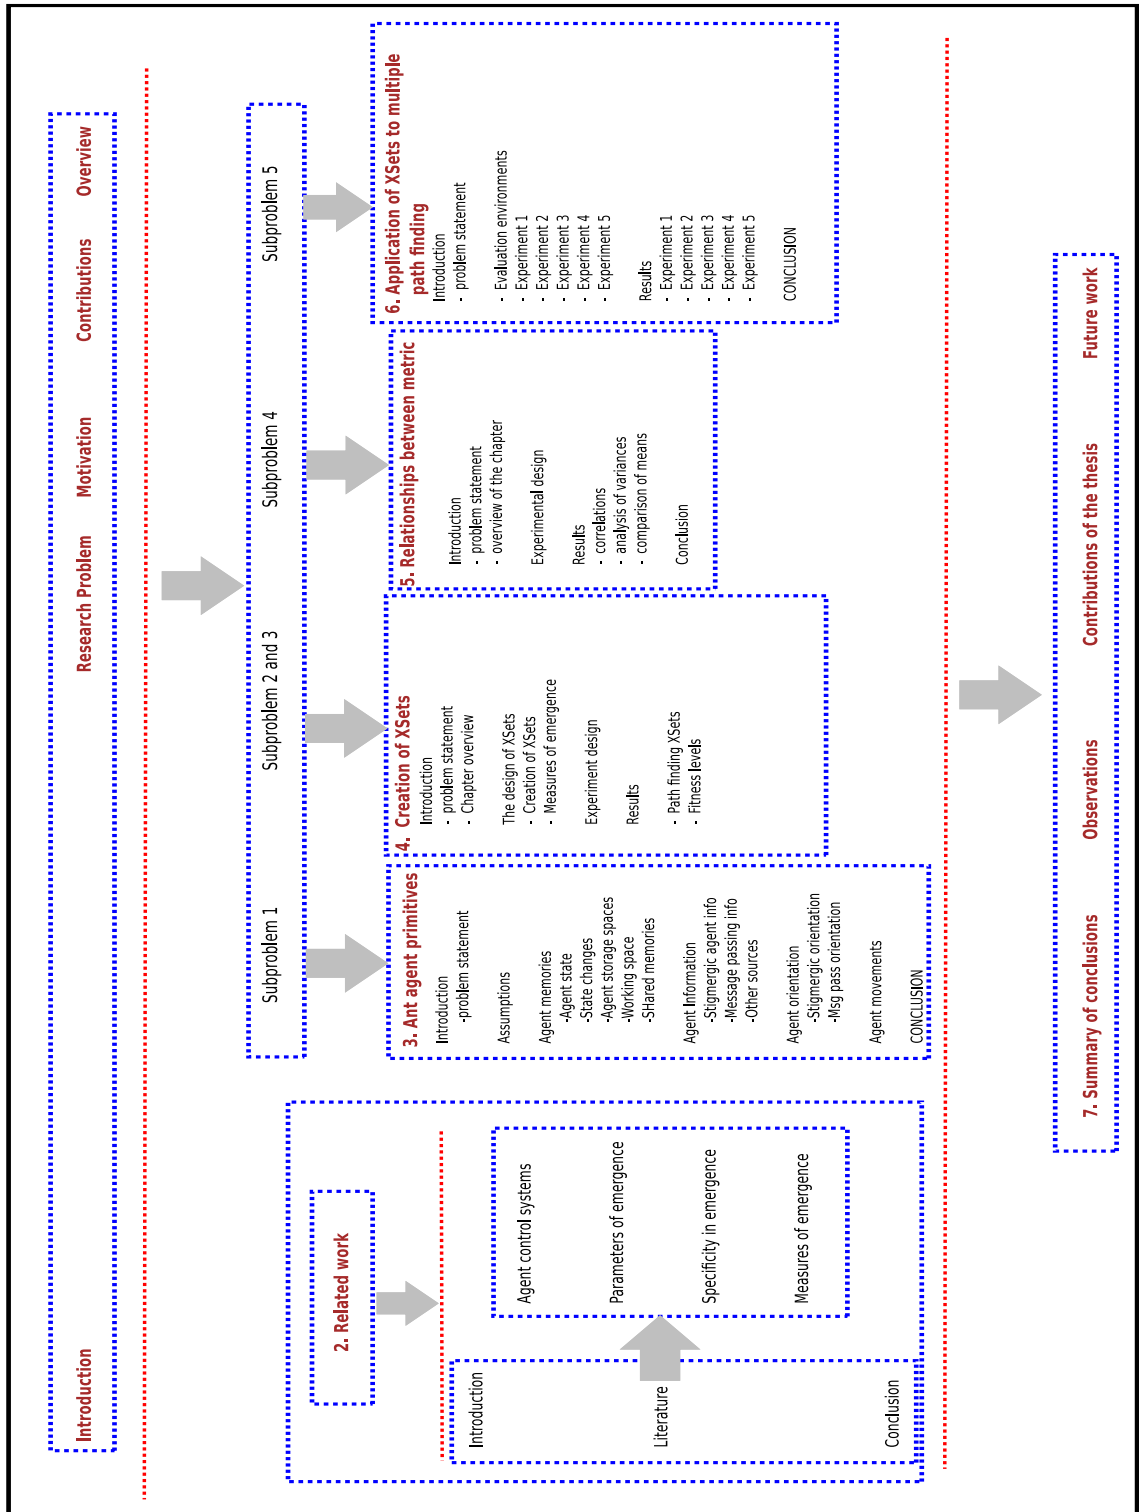 Introduction
Research Problem
Motivation
Contributions
Overview
2. Related work
Introduction
Literature
Conclusion
Agent control systems
Parameters of emergence
Specificity in emergence
Measures of emergence
Subproblem 1
Subproblem 2 and 3
Subproblem 4
Subproblem 5
3. Ant agent primitives
Introduction
-problem statement
Assumptions
Agent memories
-Agent state
-State changes
-Agent storage spaces
-Working space
-SHared memories
Agent Information
-Stigmergic agent info
-Message passing info
-Other sources
Agent orientation
-Stigmergic orientation
-Msg pass orientation
Agent movements
CONCLUSION
4. Creation of XSets
Introduction
- problem statement
- Chapter overview
The design of XSets
- Creation of XSets
- Measures of emergence
Experiment design
Results
- Path finding XSets
- Fitness levels
5. Relationships between metric
Introduction
- problem statement
- overview of the chapter
Experimental design
Results
- correlations
- analysis of variances
- comparison of means
Conclusion
6. Application of XSets to multiple
path finding
Introduction
- problem statement
- Evaluation environments
- Experiment 1
- Experiment 2
- Experiment 3
- Experiment 4
- Experiment 5
Results
- Experiment 1
- Experiment 2
- Experiment 3
- Experiment 4
- Experiment 5
CONCLUSION
7. Summary of conclusions
Observations
Contributions of the thesis
Future work